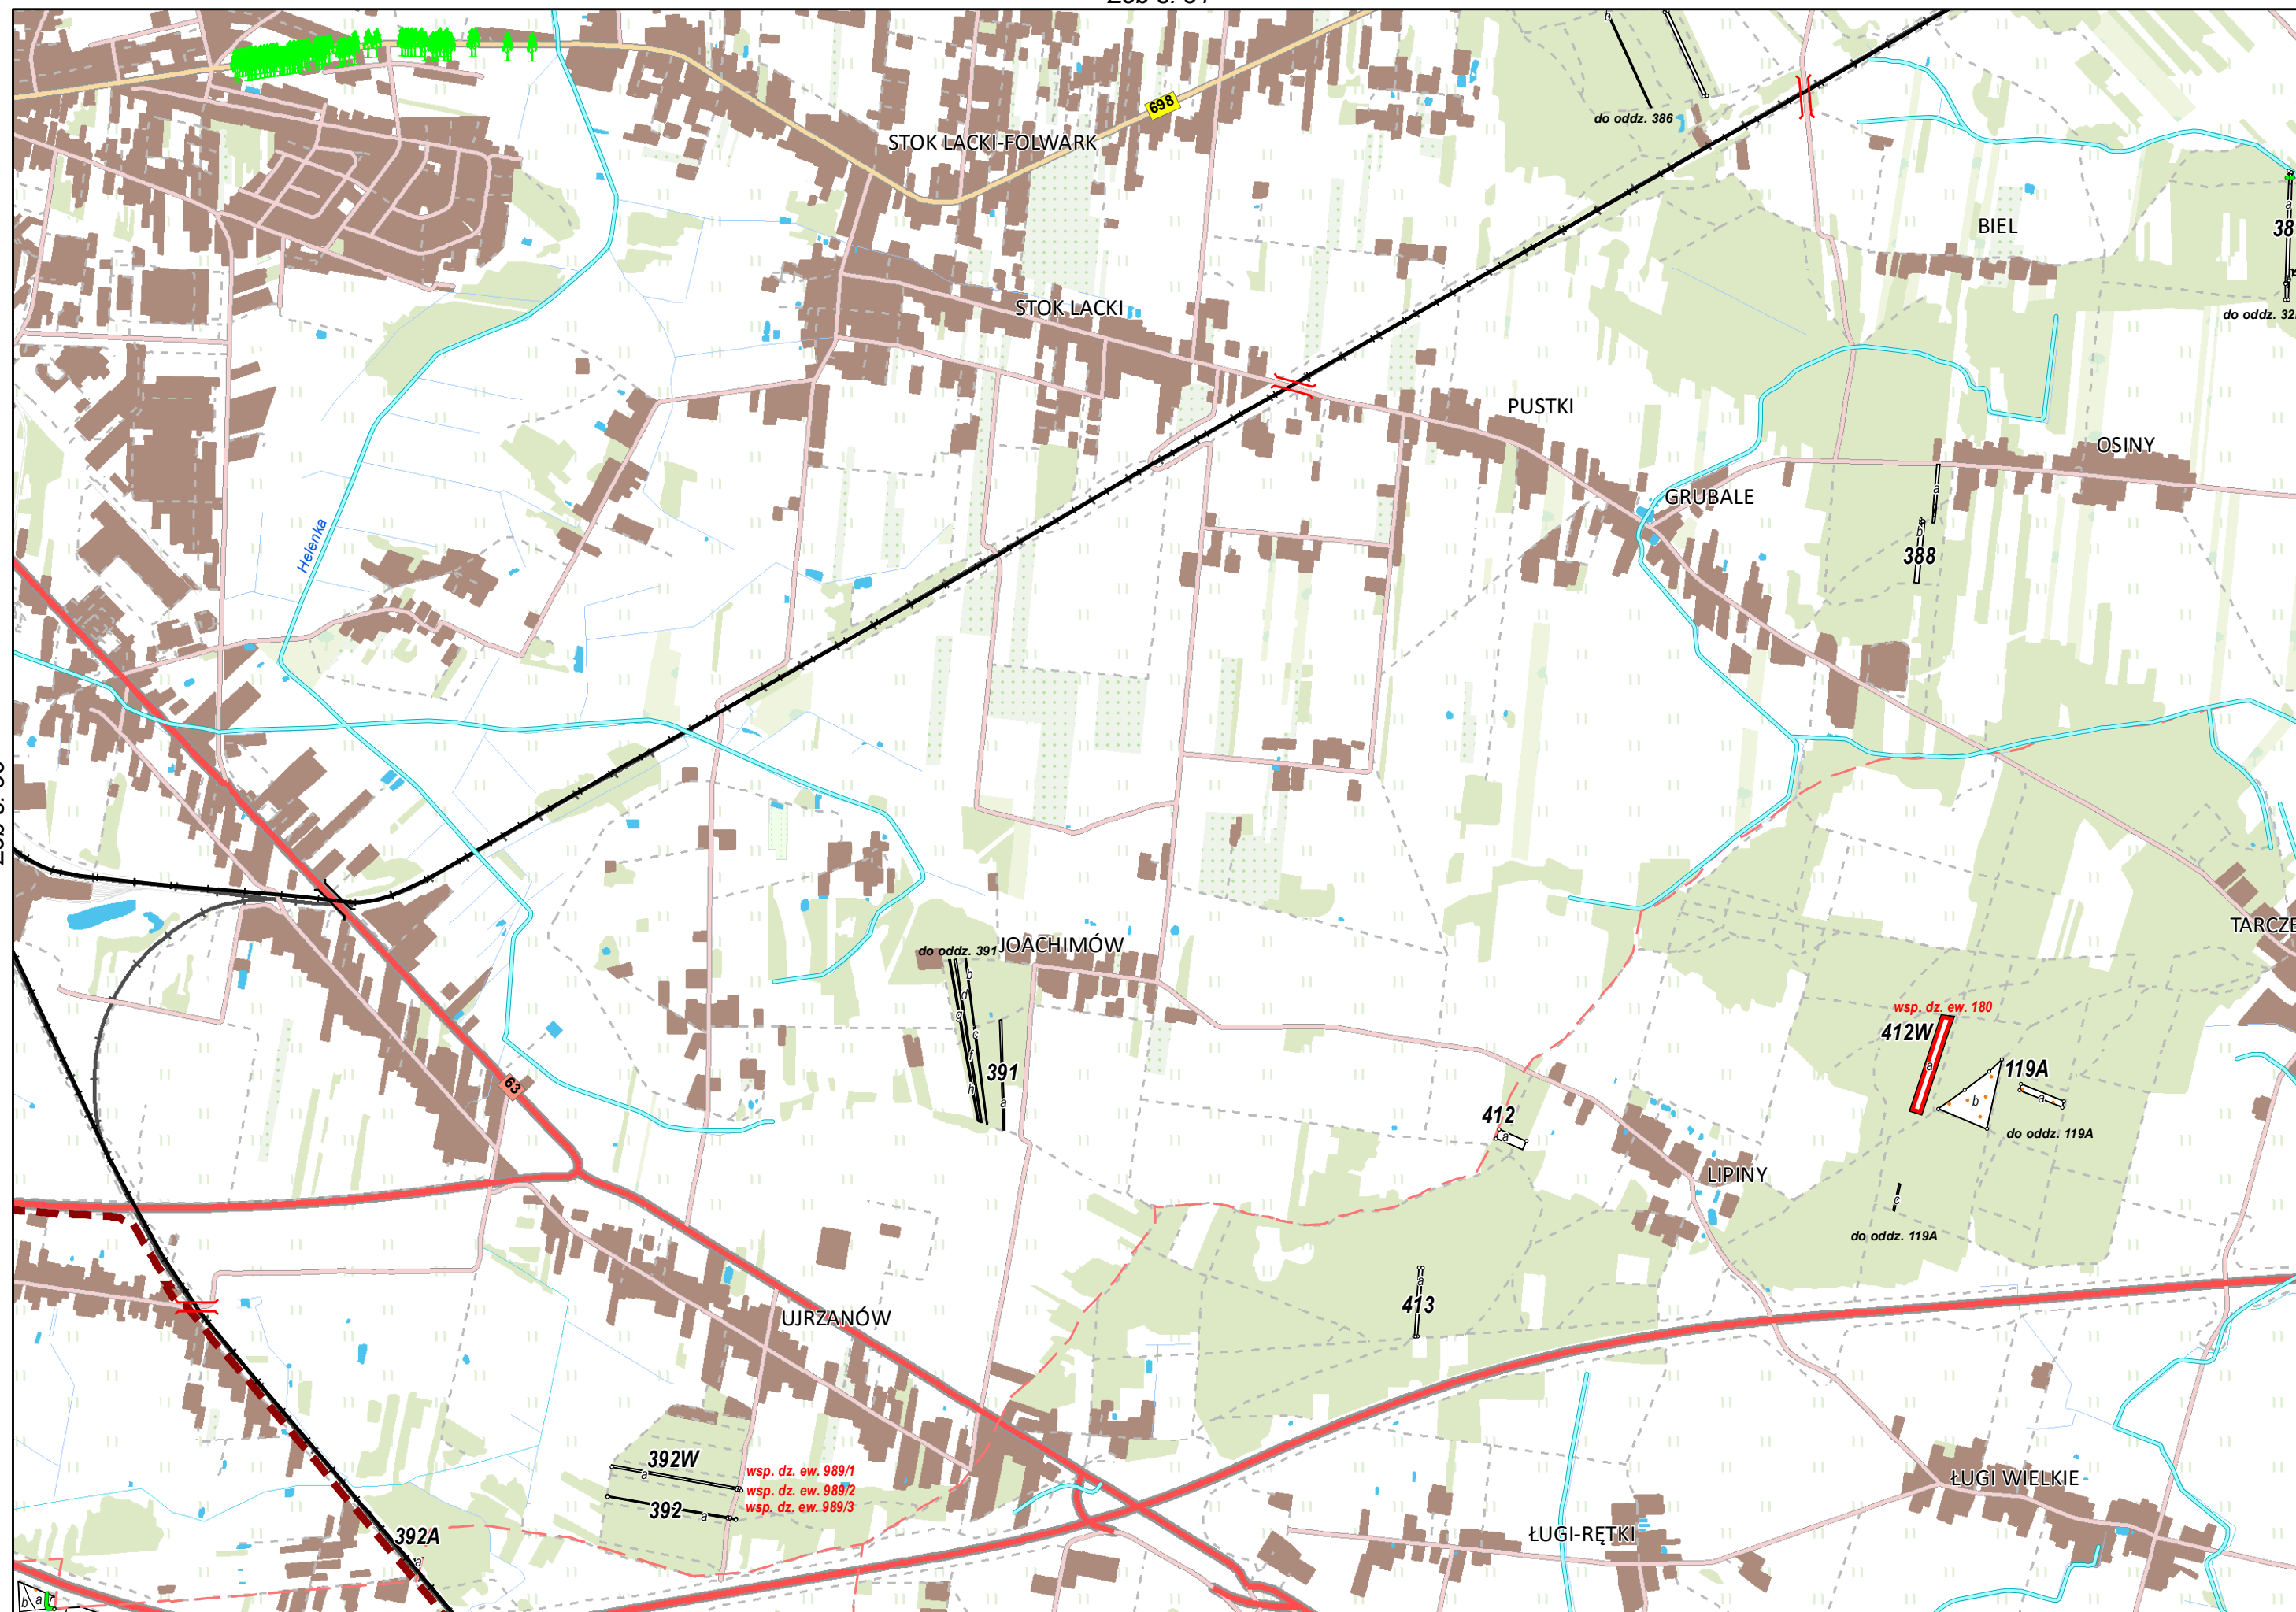 b
do oddz. 386
698
STOK LACKI-FOLWARK
a
BIEL
38
do oddz. 32
STOK LACKI
PUSTKI
OSINY
a
GRUBALE
b
388
Helenka
do oddz. 391
JOACHIMÓW
TARCZE
b
d
g
c
f
h
391
a
wsp. dz. ew. 180
412W
a
119A
b
a
do oddz. 119A
63
412
a
LIPINY
c
do oddz. 119A
a
413
UJRZANÓW
392W
a
wsp. dz. ew. 989/1
wsp. dz. ew. 989/2
wsp. dz. ew. 989/3
392
a
ŁUGI WIELKIE
ŁUGI-RĘTKI
392A
a
b
a